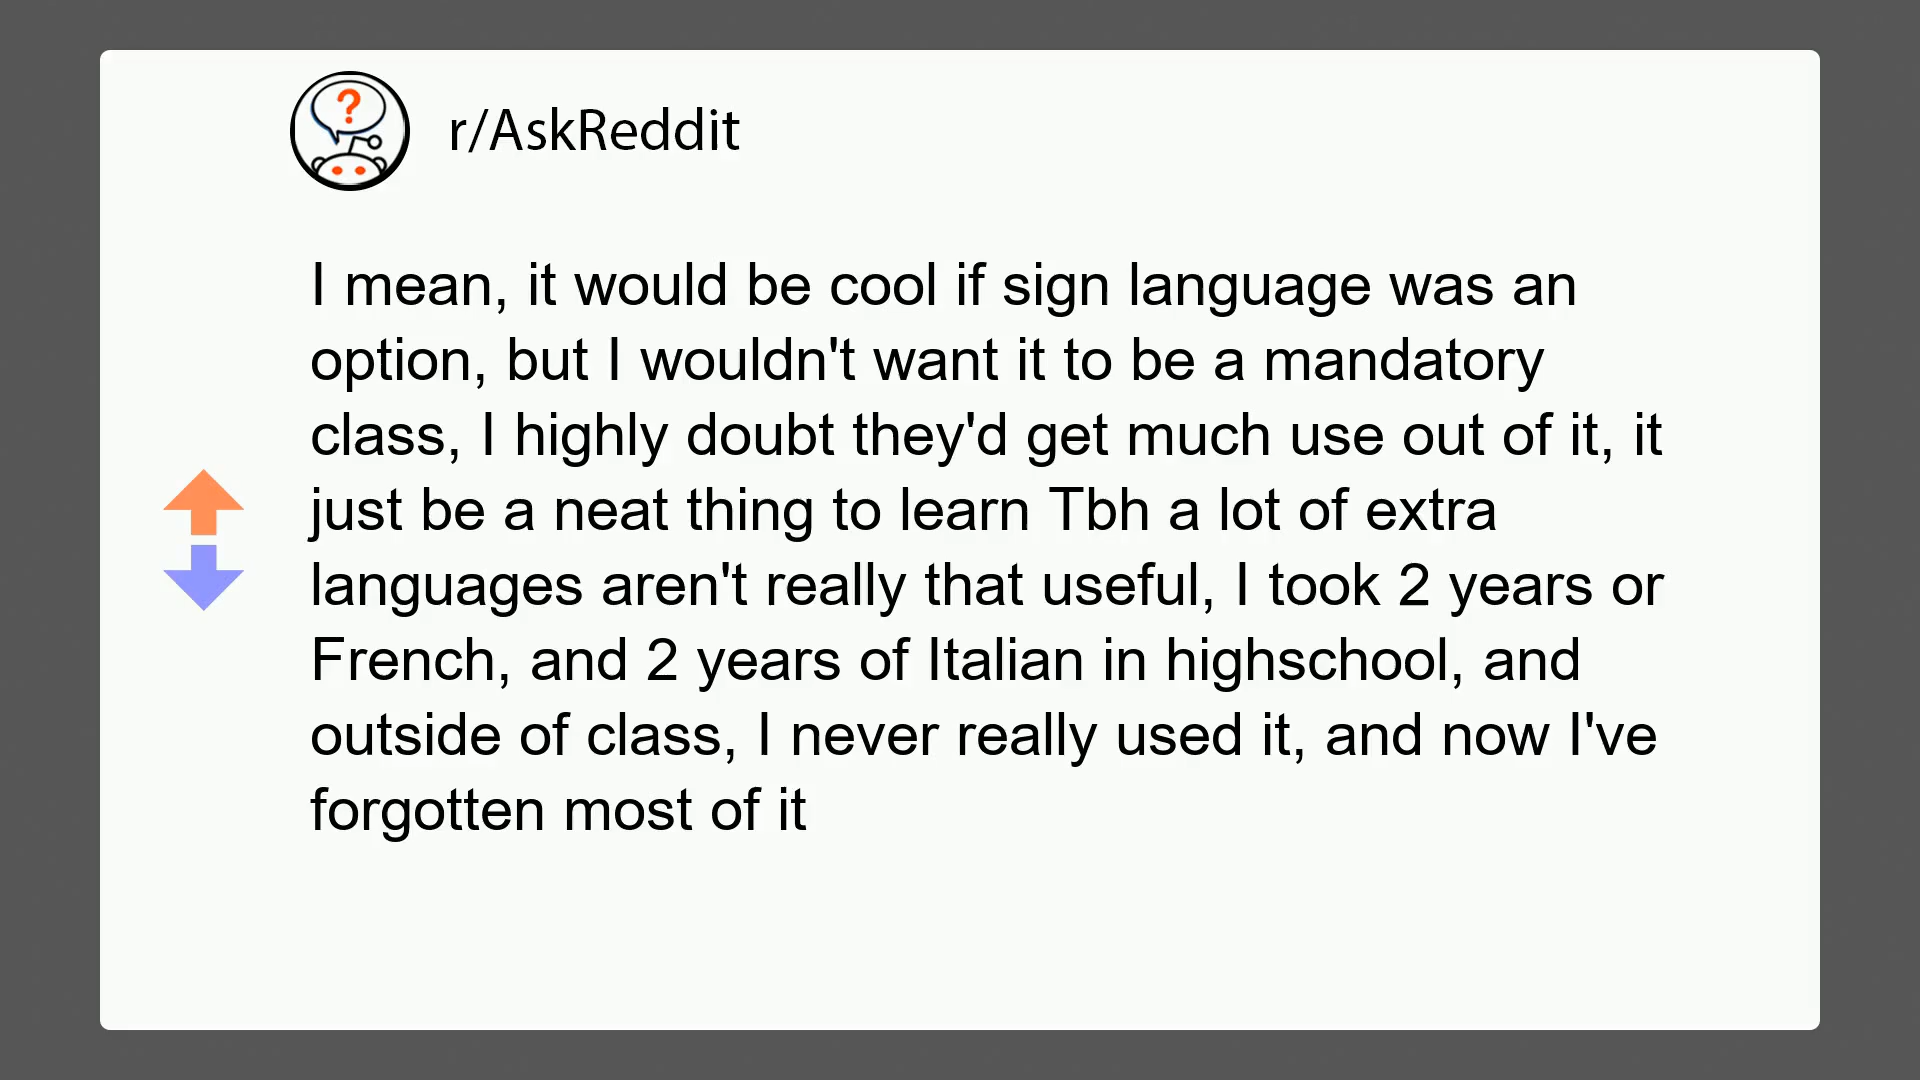 r/AskReddit
I mean, it would be cool if sign language was an
option, but I wouldn't want it to be a mandatory
class, I highly doubt they'd get much use out of it, it
just be a neat thing to learn Tbh a lot of extra
languages aren't really that useful, I took 2 years or
French, and 2 years of Italian in highschool, and
outside of class, I never really used it, and now I've
forgotten most of it